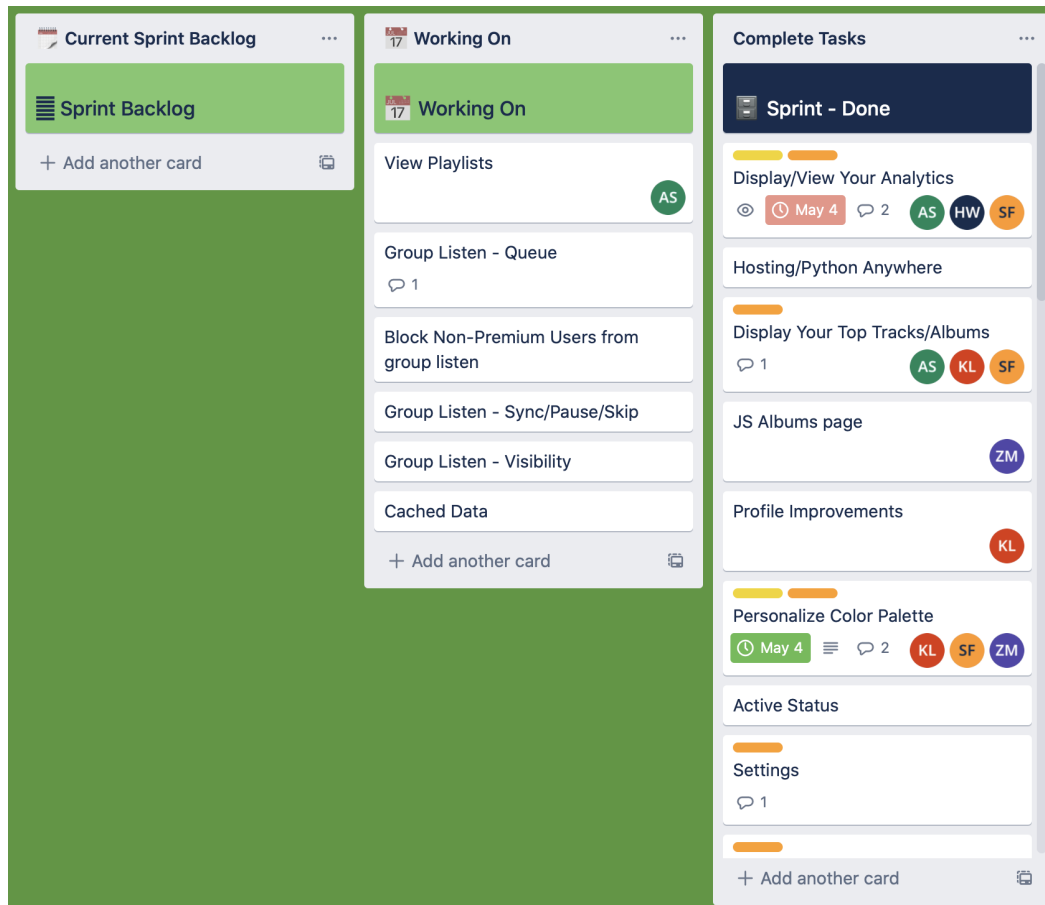 Current Sprint Backlog
Sprint Backlog
+ Add another card
17 Working On
17 Working On
View Playlists
AS
Group Listen - Queue
1
Block Non-Premium Users from
group listen
Group Listen - Sync/Pause/Skip
Group Listen - Visibility
Cached Data
+ Add another card
Complete Tasks
Sprint - Done
Display/View Your Analytics
May 4 2 AS HW SF
Hosting/Python Anywhere
Display Your Top Tracks/Albums
1 AS KL SF
JS Albums page
ZM
Profile Improvements
KL
Personalize Color Palette
May 4 2 KL SF ZM
Active Status
Settings
1
+ Add another card